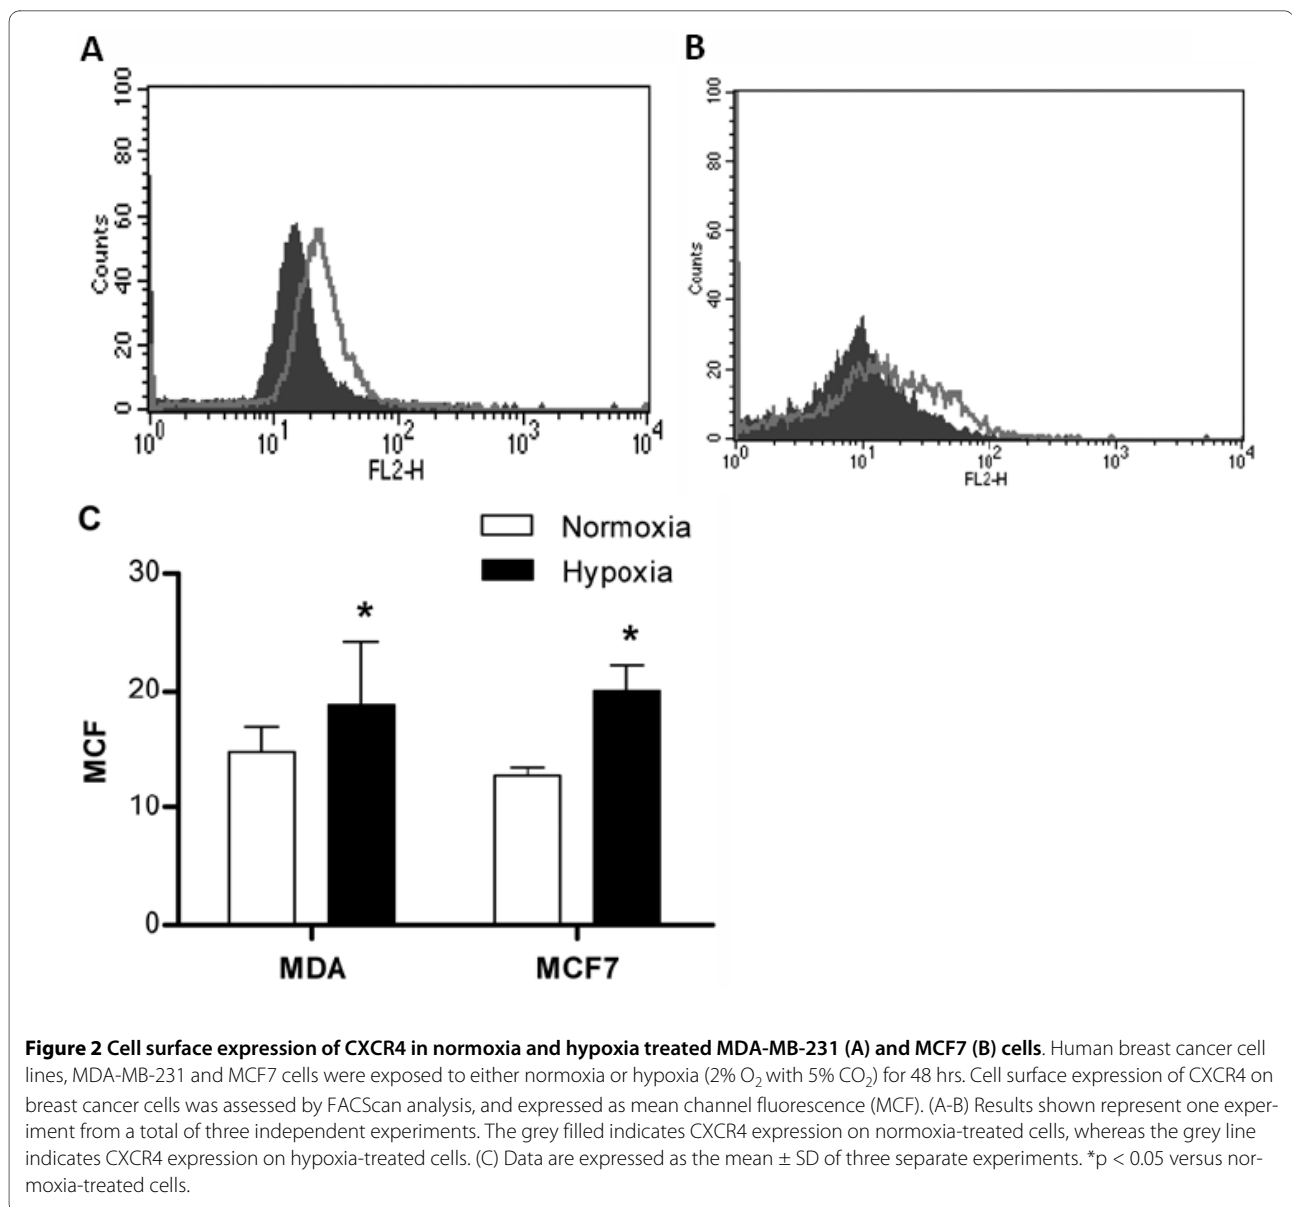 A
100
80
60
40
20
0
Counts
10^0 10^1 10^2 10^3 10^4
FL2-H
B
100
80
60
40
20
0
Counts
10^0 10^1 10^2 10^3 10^4
FL2-H
C
Normoxia
Hypoxia
30
20
10
0
MCF
*
*
MDA MCF7
Figure 2 Cell surface expression of CXCR4 in normoxia and hypoxia treated MDA-MB-231 (A) and MCF7 (B) cells. Human breast cancer cell
lines, MDA-MB-231 and MCF7 cells were exposed to either normoxia or hypoxia (2% O₂ with 5% CO₂) for 48 hrs. Cell surface expression of CXCR4 on
breast cancer cells was assessed by FACScan analysis, and expressed as mean channel fluorescence (MCF). (A-B) Results shown represent one exper-
iment from a total of three independent experiments. The grey filled indicates CXCR4 expression on normoxia-treated cells, whereas the grey line
indicates CXCR4 expression on hypoxia-treated cells. (C) Data are expressed as the mean ± SD of three separate experiments. *p < 0.05 versus nor-
moxia-treated cells.